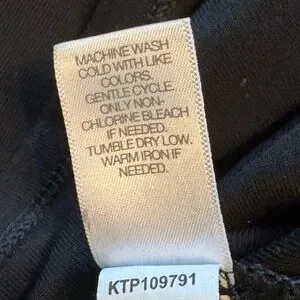 MACHINE WASH
COLD WITH LIKE
COLORS.
GENTLE CYCLE.
ONLY NON-
CHLORINE BLEACH
IF NEEDED.
TUMBLE DRY LOW.
WARM IRON IF
NEEDED.
KTP109791